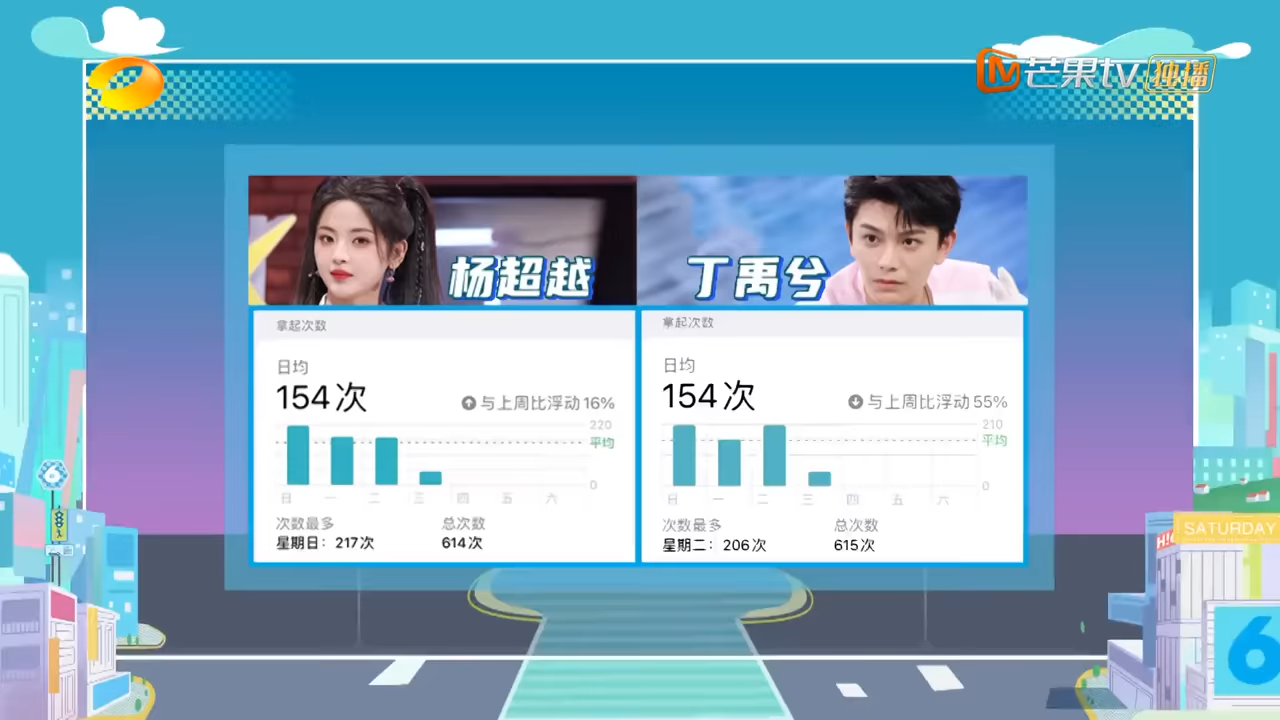 芒果tv 独播
杨超越
丁禹兮
拿起次数
日均
154次
与上周比浮动 16%
220
平均
0
日 一 二 三 四 五 六
次数最多
星期日：217次
总次数
614次
拿起次数
日均
154次
与上周比浮动 55%
210
平均
0
日 一 二 三 四 五 六
次数最多
星期二：206次
总次数
615次
SATURDAY
6